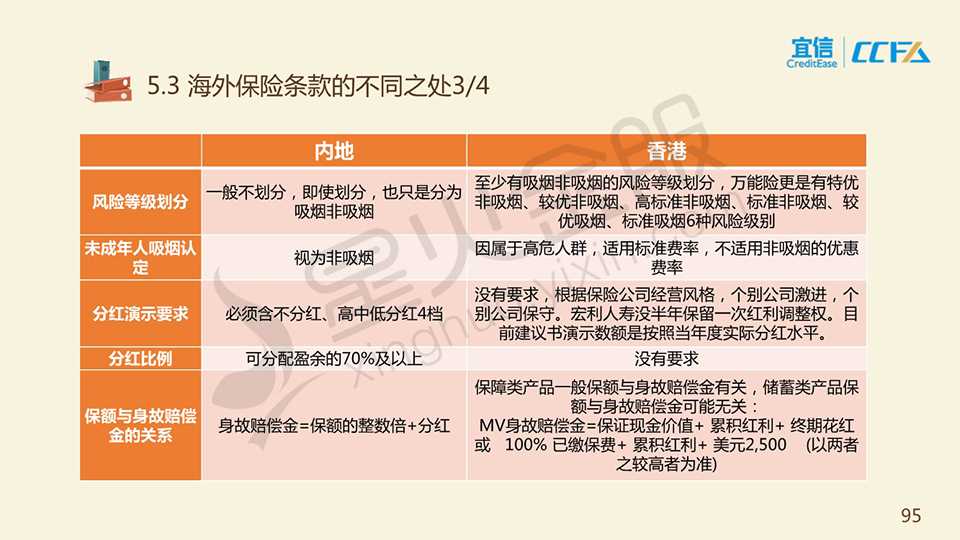 宜信
CreditEase
CCFA
5.3 海外保险条款的不同之处3/4
内地
香港
风险等级划分
一般不划分，即使划分，也只是分为
吸烟非吸烟
至少有吸烟非吸烟的风险等级划分，万能险更是有特优
非吸烟、较优非吸烟、高标准非吸烟、标准非吸烟、较
优吸烟、标准吸烟6种风险级别
未成年人吸烟认
定
视为非吸烟
因属于高危人群，适用标准费率，不适用非吸烟的优惠
费率
分红演示要求
必须含不分红、高中低分红4档
没有要求，根据保险公司经营风格，个别公司激进，个
别公司保守。宏利人寿没半年保留一次红利调整权。目
前建议书演示数额是按照当年度实际分红水平。
分红比例
可分配盈余的70%及以上
没有要求
保额与身故赔偿
金的关系
身故赔偿金=保额的整数倍+分红
保障类产品一般保额与身故赔偿金有关，储蓄类产品保
额与身故赔偿金可能无关：
MV身故赔偿金=保证现金价值+ 累积红利+ 终期花红
或 100% 已缴保费+ 累积红利+ 美元2,500 (以两者
之较高者为准)
星火金服
95